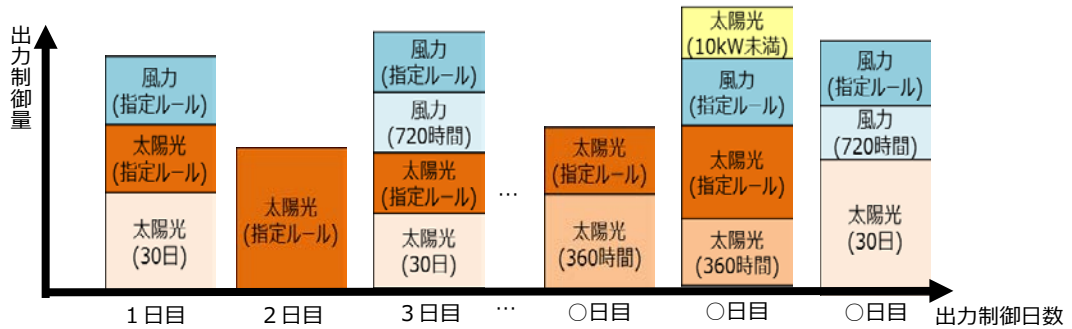 出力制御量
風力
(指定ルール)
太陽光
(指定ルール)
太陽光
(30日)
太陽光
(指定ルール)
風力
(指定ルール)
風力
(720時間)
太陽光
(指定ルール)
太陽光
(30日)
…
太陽光
(指定ルール)
太陽光
(360時間)
太陽光
(10kW未満)
風力
(指定ルール)
太陽光
(指定ルール)
太陽光
(360時間)
風力
(指定ルール)
風力
(720時間)
太陽光
(30日)
1日目
2日目
3日目
…
○日目
○日目
○日目
出力制御日数